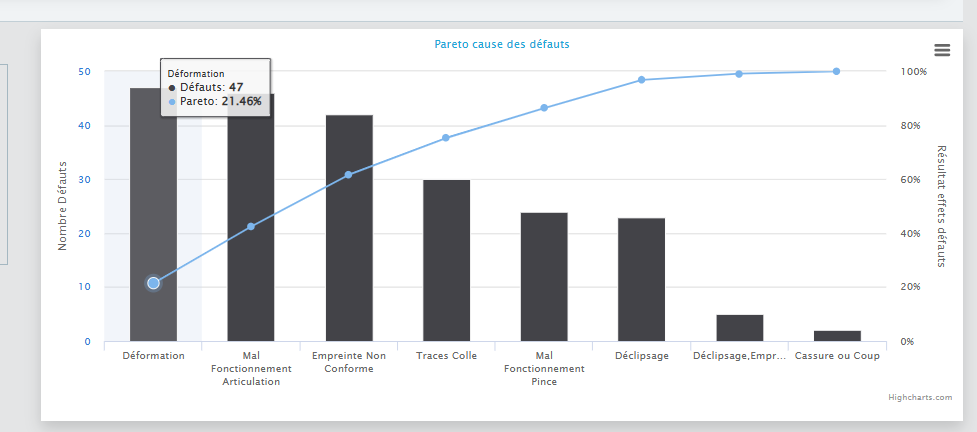 Pareto cause des défauts
Déformation
Défauts: 47
Pareto: 21.46%
50
40
30
20
10
0
Nombre Défauts
100%
80%
60%
40%
20%
0%
Résultat effets défauts
Déformation
Mal
Fonctionnement
Articulation
Empreinte Non
Conforme
Traces Colle
Mal
Fonctionnement
Pince
Déclipsage
Déclipsage,Empr...
Cassure ou Coup
Highcharts.com